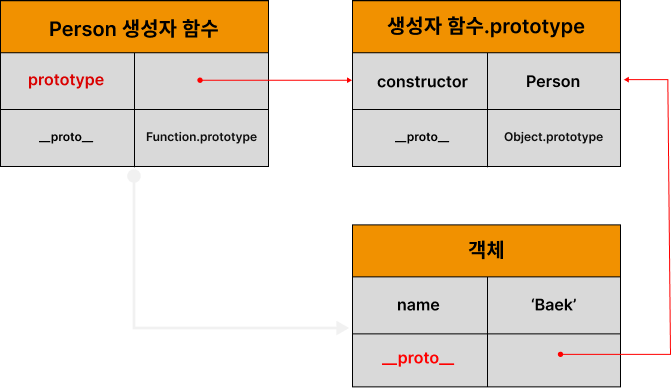 Person 생성자 함수
prototype
__proto__ Function.prototype
생성자 함수.prototype
constructor Person
__proto__ Object.prototype
객체
name ‘Baek’
__proto__